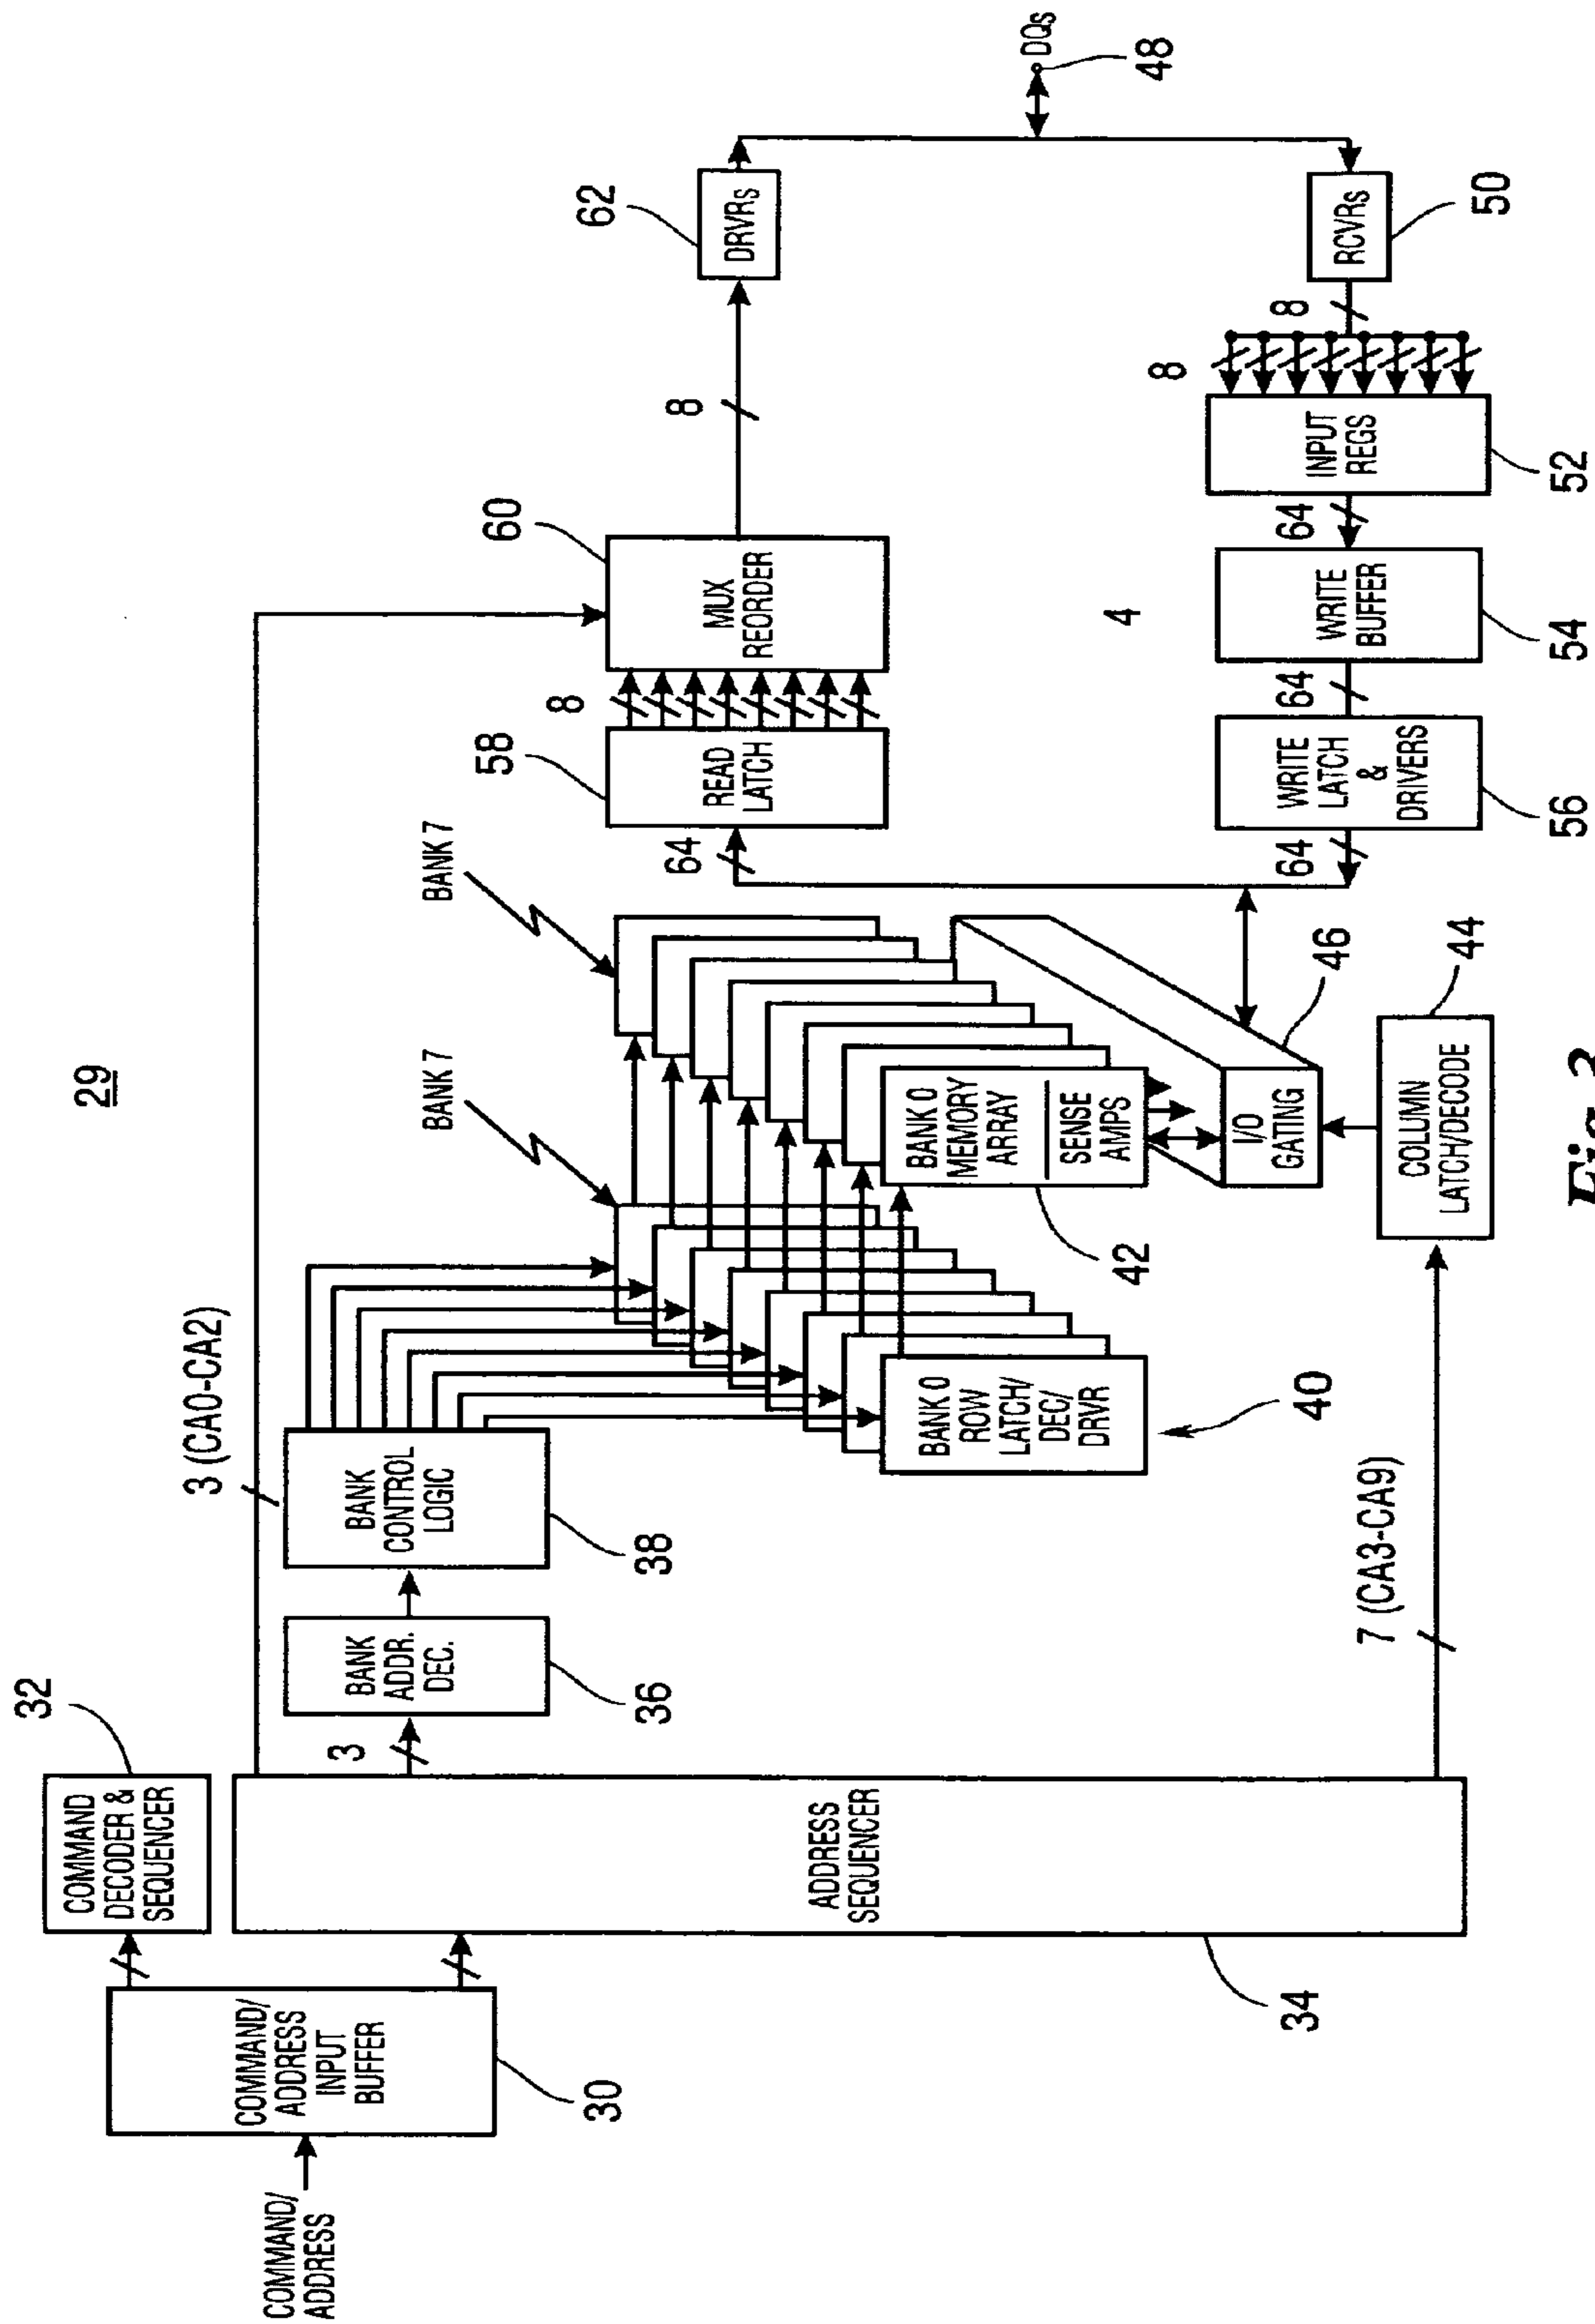 29
COMMAND/
ADDRESS
COMMAND/
ADDRESS
INPUT
BUFFER
30
COMMAND
DECODER &
SEQUENCER
32
ADDRESS
SEQUENCER
34
3 (CA0-CA2)
3
BANK
ADDR.
DEC.
36
BANK
CONTROL
LOGIC
38
BANK 7
BANK 7
BANK 0
ROW
LATCH/
DEC/
DRVR
40
BANK 0
MEMORY
ARRAY
SENSE
AMPS
42
I/O
GATING
46
7 (CA3-CA9)
COLUMN
LATCH/DECODE
44
64
READ
LATCH
58
8
MUX
REORDER
60
8
DRVRs
62
DQs
48
RCVRs
50
8
8
INPUT
REGS
52
64
WRITE
BUFFER
54
4
64
WRITE
LATCH
&
DRIVERS
56
64